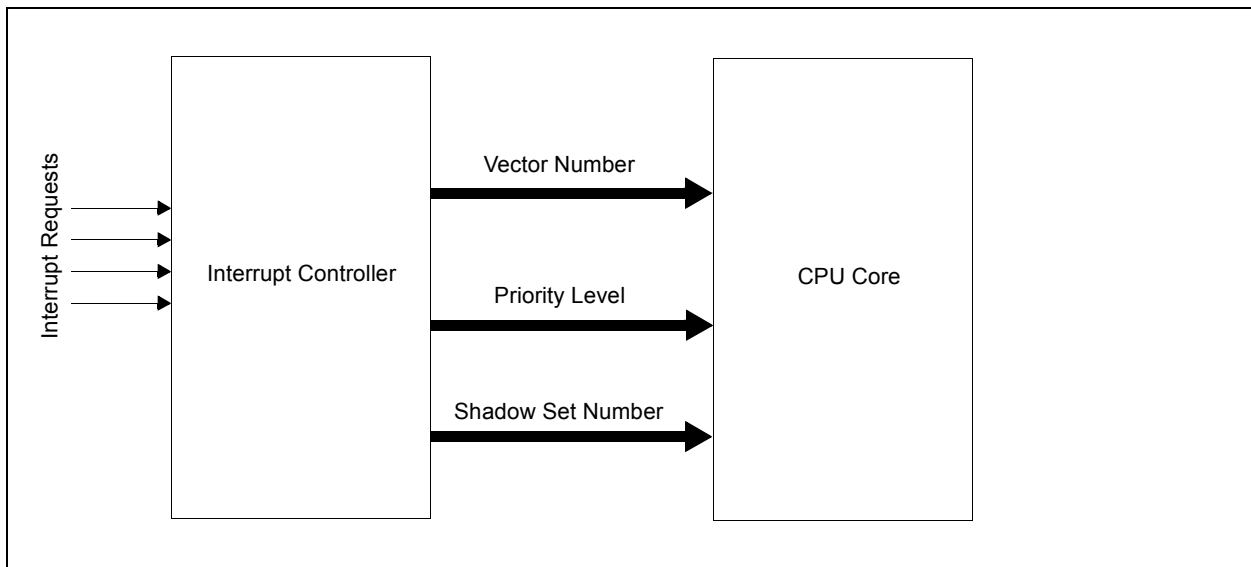 Interrupt Requests
Interrupt Controller
Vector Number
Priority Level
Shadow Set Number
CPU Core